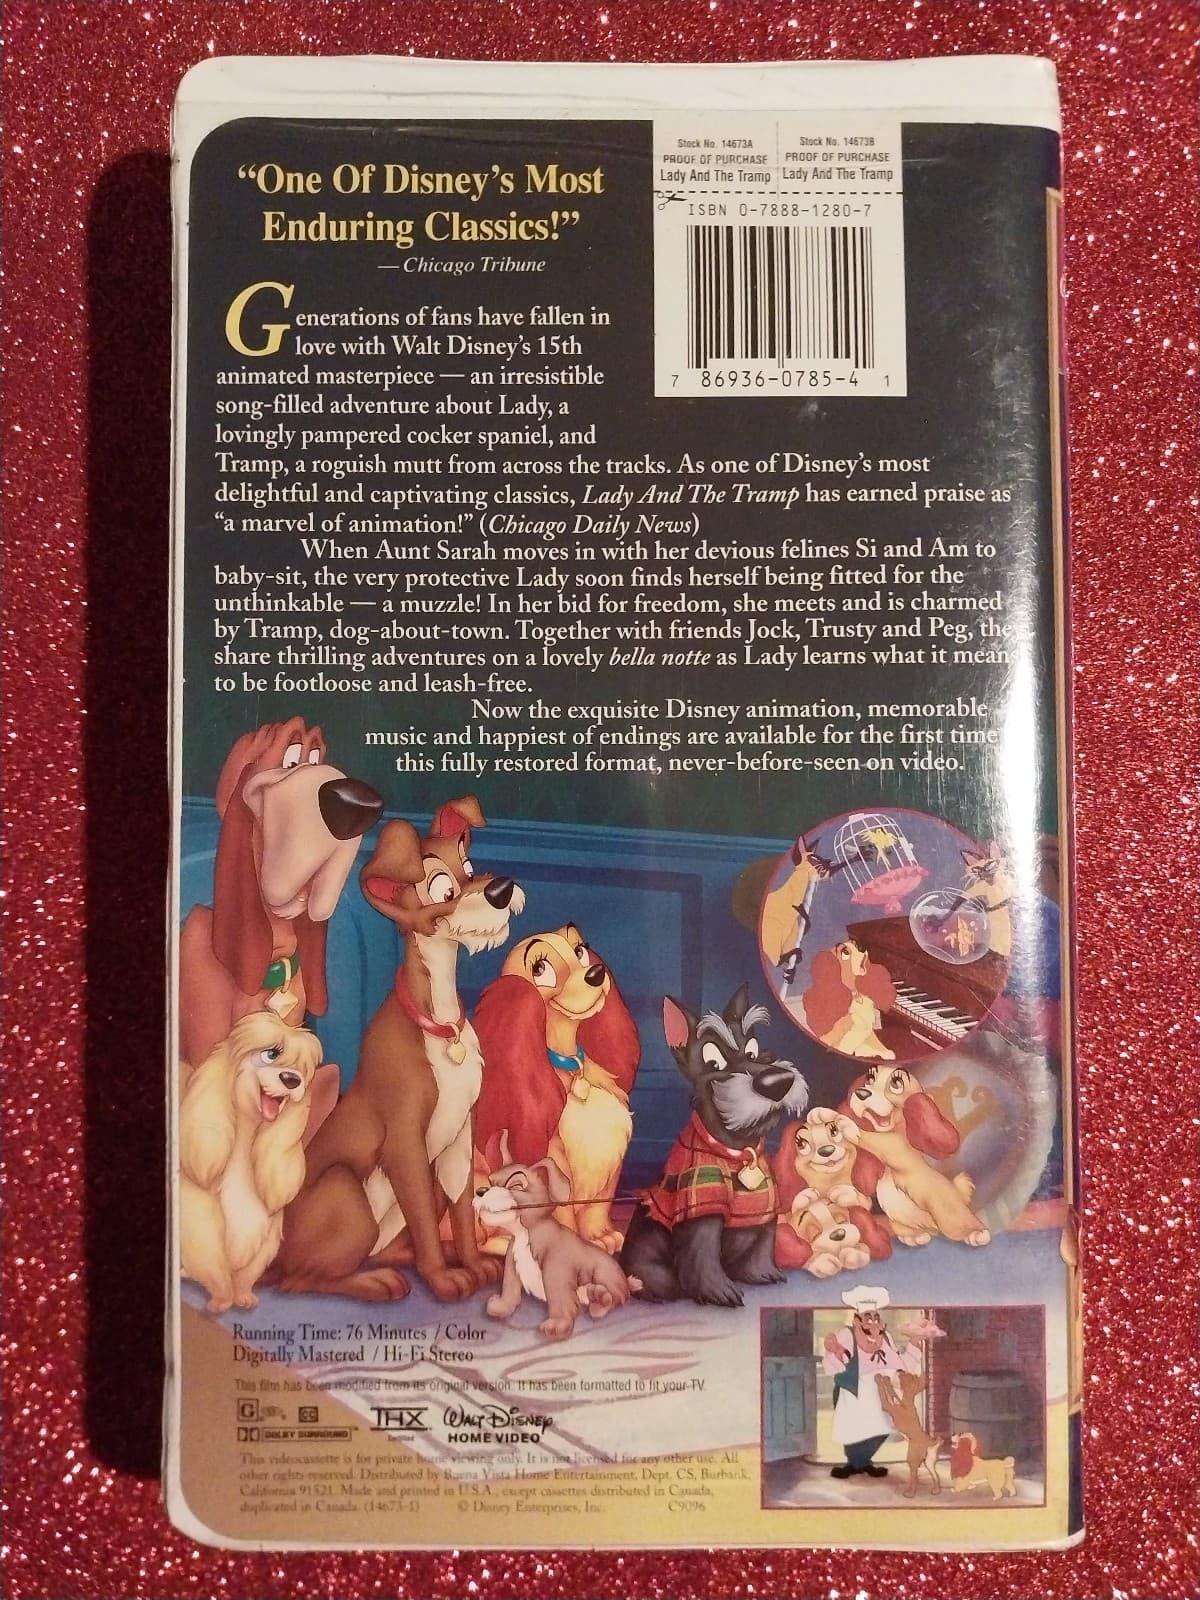 "One Of Disney's Most
Enduring Classics!"
— Chicago Tribune
Generations of fans have fallen in
love with Walt Disney's 15th
animated masterpiece — an irresistible
song-filled adventure about Lady, a
lovingly pampered cocker spaniel, and
Tramp, a roguish mutt from across the tracks. As one of Disney's most
delightful and captivating classics, Lady And The Tramp has earned praise as
"a marvel of animation!" (Chicago Daily News)
When Aunt Sarah moves in with her devious felines Si and Am to
baby-sit, the very protective Lady soon finds herself being fitted for the
unthinkable — a muzzle! In her bid for freedom, she meets and is charmed
by Tramp, dog-about-town. Together with friends Jock, Trusty and Peg, the
share thrilling adventures on a lovely bella notte as Lady learns what it means
to be footloose and leash-free.
Now the exquisite Disney animation, memorable
music and happiest of endings are available for the first time
this fully restored format, never-before-seen on video.
Stock No. 14673A
PROOF OF PURCHASE
Lady And The Tramp
Stock No. 14673B
PROOF OF PURCHASE
Lady And The Tramp
ISBN 0-7888-1280-7
7 86936-0785-4 1
Running Time: 76 Minutes / Color
Digitally Mastered / Hi-Fi Stereo
This film has been modified from its original version. It has been formatted to fit your TV.
G CC
DOLBY SURROUND
THX
Certified
WALT DISNEY
HOME VIDEO
This videocassette is for private home viewing only. It is not licensed for any other use. All
other rights reserved. Distributed by Buena Vista Home Entertainment, Dept. CS, Burbank,
California 91521. Made and printed in U.S.A., except cassettes distributed in Canada,
duplicated in Canada. (14673-1) © Disney Enterprises, Inc. C9096